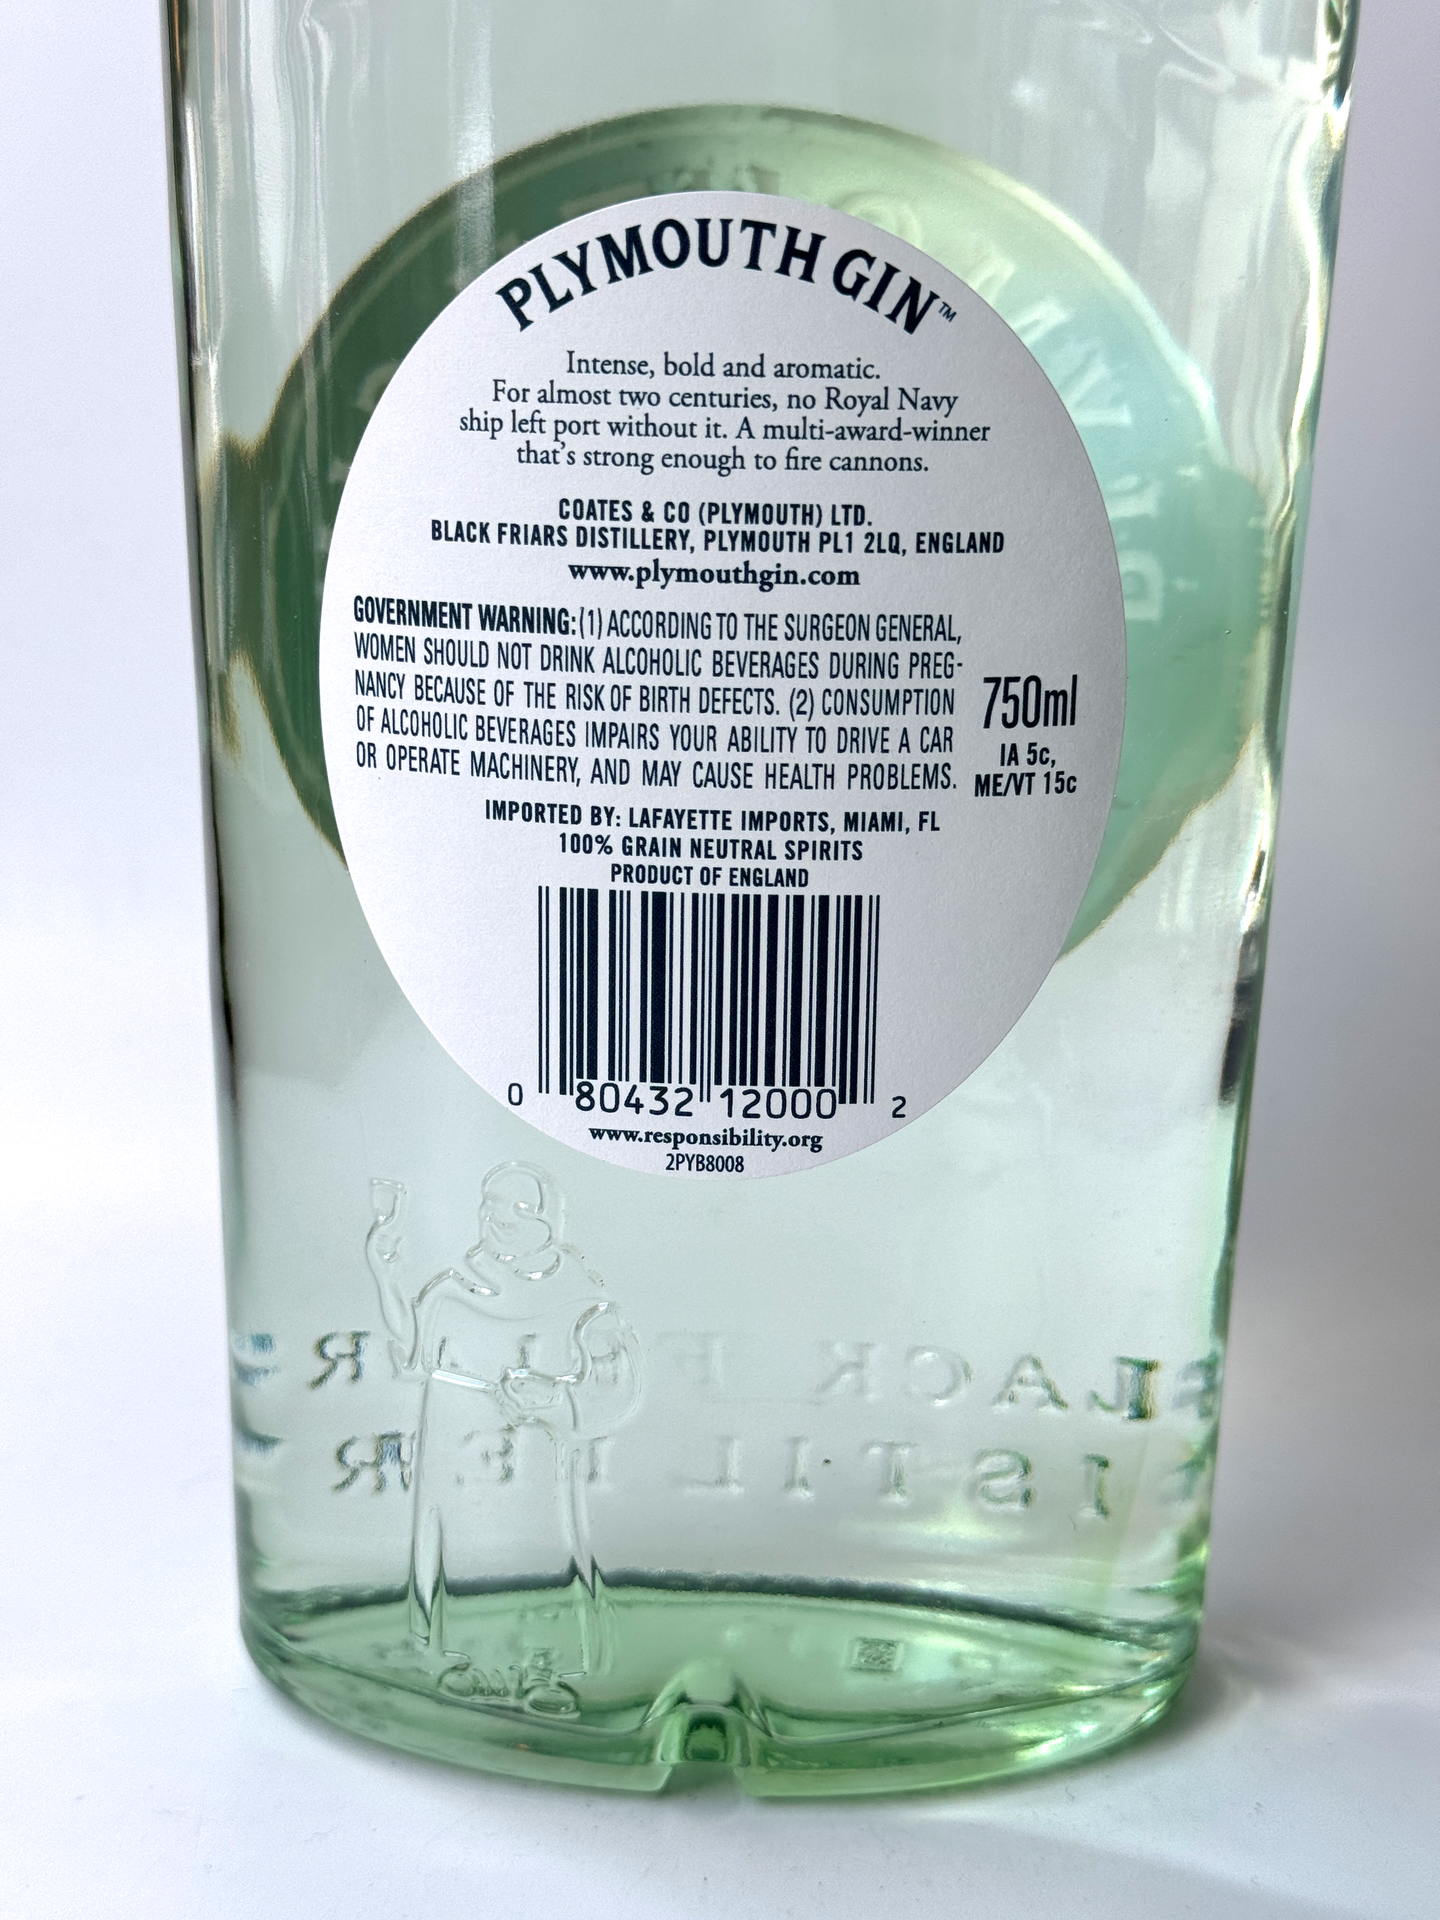 PLYMOUTH GIN™
Intense, bold and aromatic.
For almost two centuries, no Royal Navy
ship left port without it. A multi-award-winner
that's strong enough to fire cannons.
COATES & CO (PLYMOUTH) LTD.
BLACK FRIARS DISTILLERY, PLYMOUTH PL1 2LQ, ENGLAND
www.plymouthgin.com
GOVERNMENT WARNING: (1) ACCORDING TO THE SURGEON GENERAL,
WOMEN SHOULD NOT DRINK ALCOHOLIC BEVERAGES DURING PREG-
NANCY BECAUSE OF THE RISK OF BIRTH DEFECTS. (2) CONSUMPTION
OF ALCOHOLIC BEVERAGES IMPAIRS YOUR ABILITY TO DRIVE A CAR
OR OPERATE MACHINERY, AND MAY CAUSE HEALTH PROBLEMS.
750ml
IA 5c,
ME/VT 15c
IMPORTED BY: LAFAYETTE IMPORTS, MIAMI, FL
100% GRAIN NEUTRAL SPIRITS
PRODUCT OF ENGLAND
0 80432 12000 2
www.responsibility.org
2PYB8008